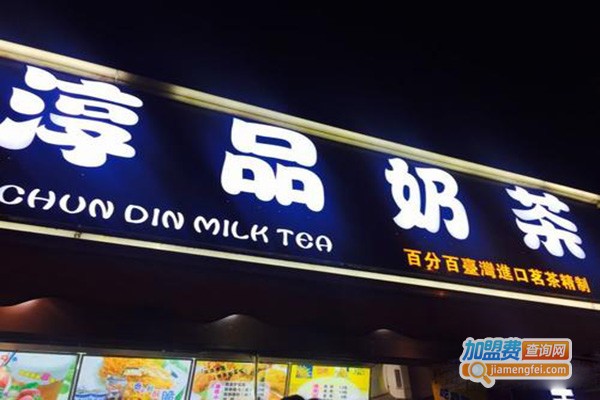 淳品奶茶
CHUN DIN MILK TEA
百分百臺灣進口茗茶精制
加盟费查询网
jiamengfei.com